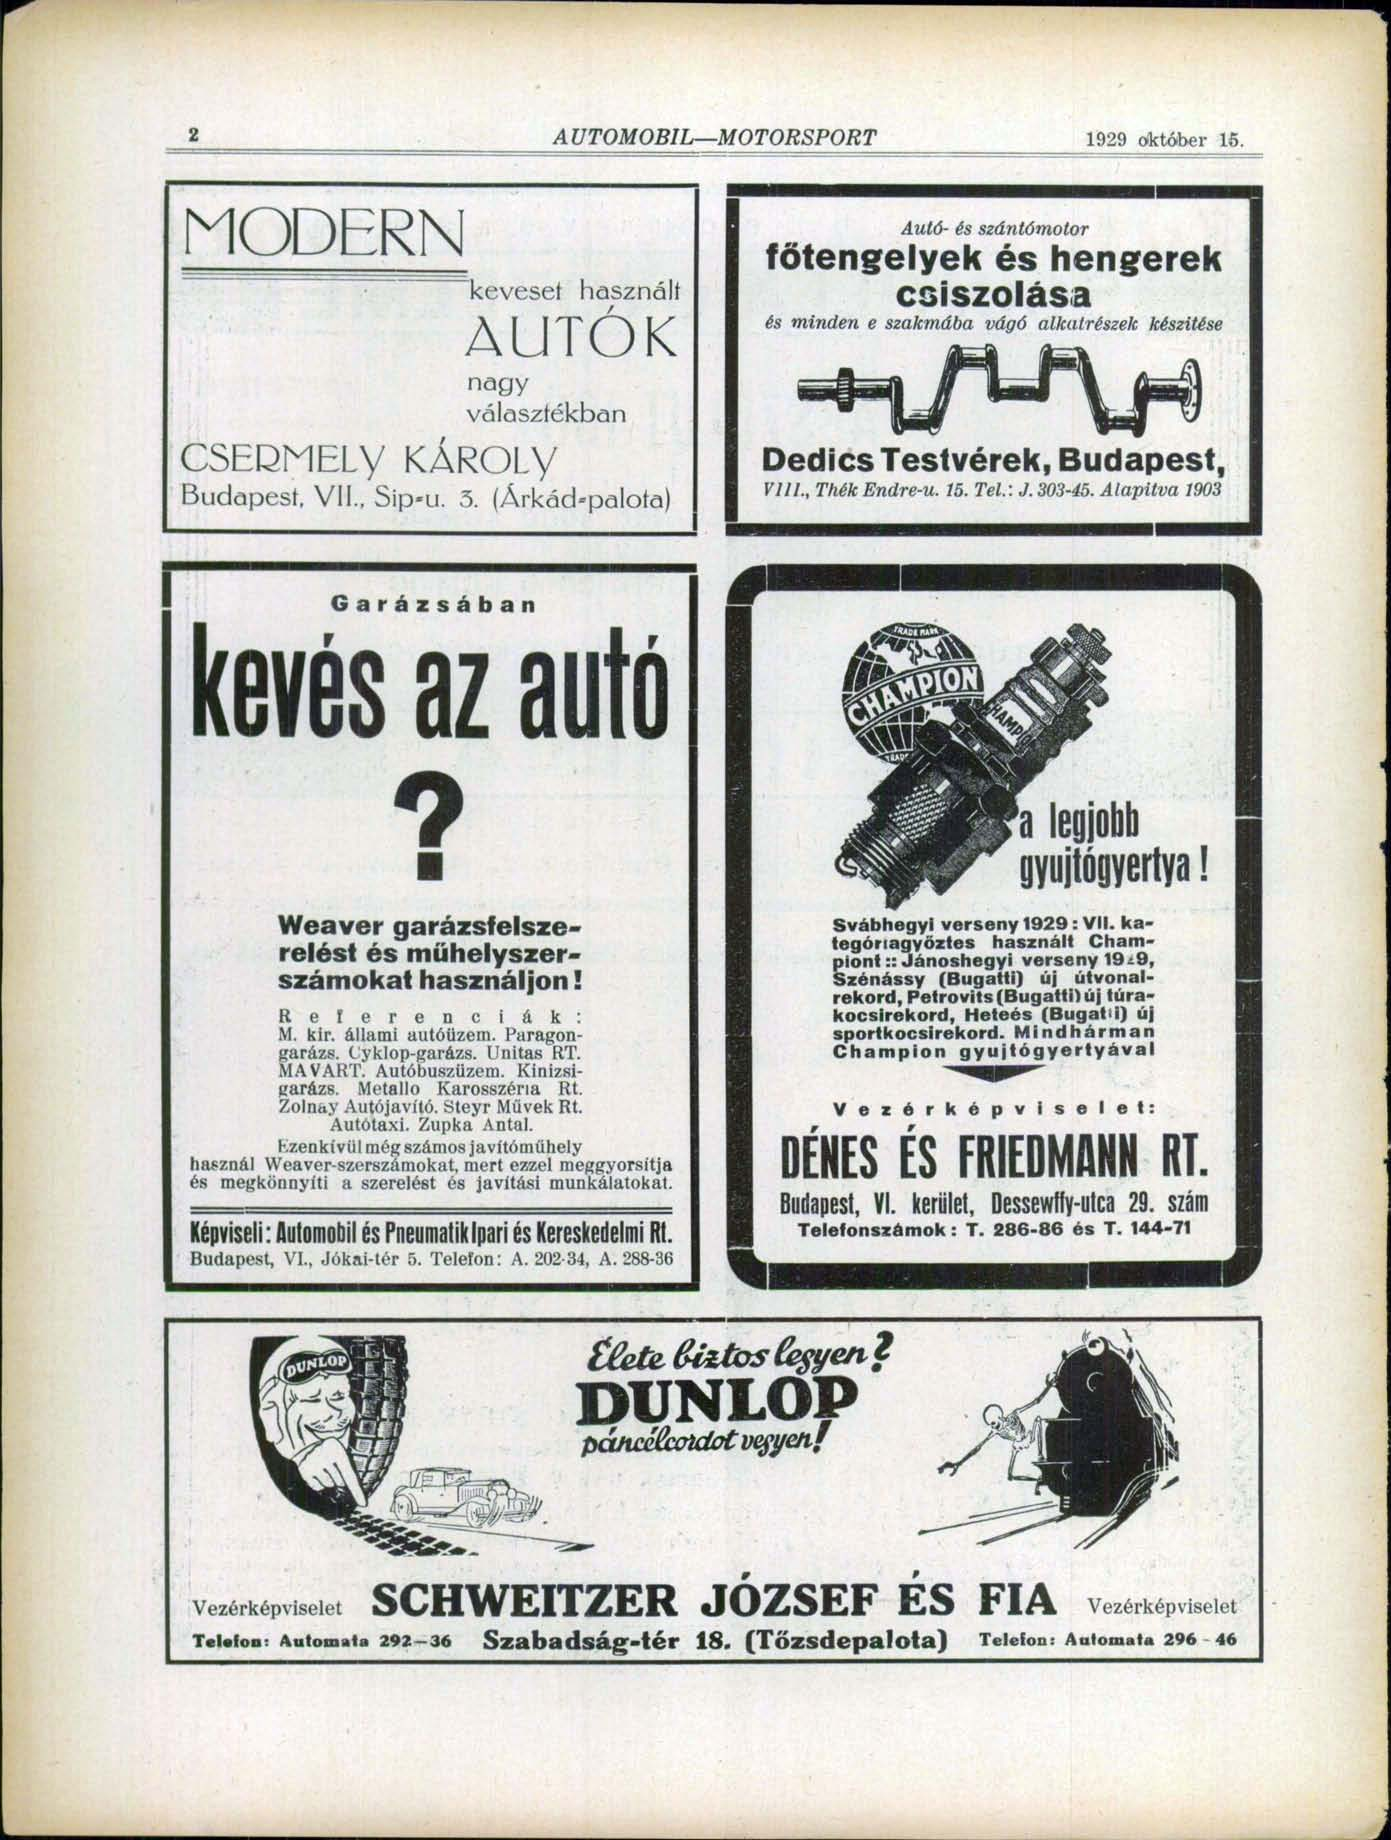 2
AUTOMOBIL—MOTORSPORT
1929 október 15.
MODERN
keveset használt
AUTÓK
nagy
választékban
CSERMELY KÁROLY
Budapest, VII., Sip-u. 3. (Árkád-palota)
Autó- és szántómotor
főtengelyek és hengerek
csiszolása
és minden e szakmába vágó alkatrészek készitése
Dedics Testvérek, Budapest,
VIII., Thék Endre-u. 15. Tel.: J. 303-45. Alapitva 1903
Garázsában
kevés az autó
?
Weaver garázsfelsze-
relést és műhelyszer-
számokat használjon!
Referenciák:
M. kir. állami autóüzem. Paragon-
garázs. Cyklop-garázs. Unitas RT.
MAVART. Autóbuszüzem. Kinizsi-
garázs. Metallo Karosszéria Rt.
Zolnay Autójavító. Steyr Művek Rt.
Autótaxi. Zupka Antal.
Ezenkívül még számos javítóműhely
használ Weaver-szerszámokat, mert ezzel meggyorsítja
és megkönnyíti a szerelést és javítási munkálatokat.
Képviseli: Automobil és Pneumatik Ipari és Kereskedelmi Rt.
Budapest, VI., Jókai-tér 5. Telefon: A. 202-34, A. 288-36
TRADE MARK
CHAMPION
TRADE
CHAMPI
a legjobb
gyujtógyertya!
Svábhegyi verseny 1929: VII. ka-
tegóriagyőztes használt Cham-
piont :: Jánoshegyi verseny 1929,
Szénássy (Bugatti) új útvonal-
rekord, Petrovits (Bugatti) új túra-
kocsirekord, Heteés (Bugatti) új
sportkocsirekord. Mindhárman
Champion gyujtógyertyával
Vezérképviselet:
DÉNES ÉS FRIEDMANN RT.
Budapest, VI. kerület, Dessewffy-utca 29. szám
Telefonszámok: T. 286-86 és T. 144-71
DUNLOP
Élete biztos legyen?
DUNLOP
páncélcordot vegyen!
Vezérképviselet SCHWEITZER JÓZSEF ÉS FIA Vezérképviselet
Telefon: Automata 292-36 Szabadság-tér 18. (Tőzsdepalota) Telefon: Automata 296-46